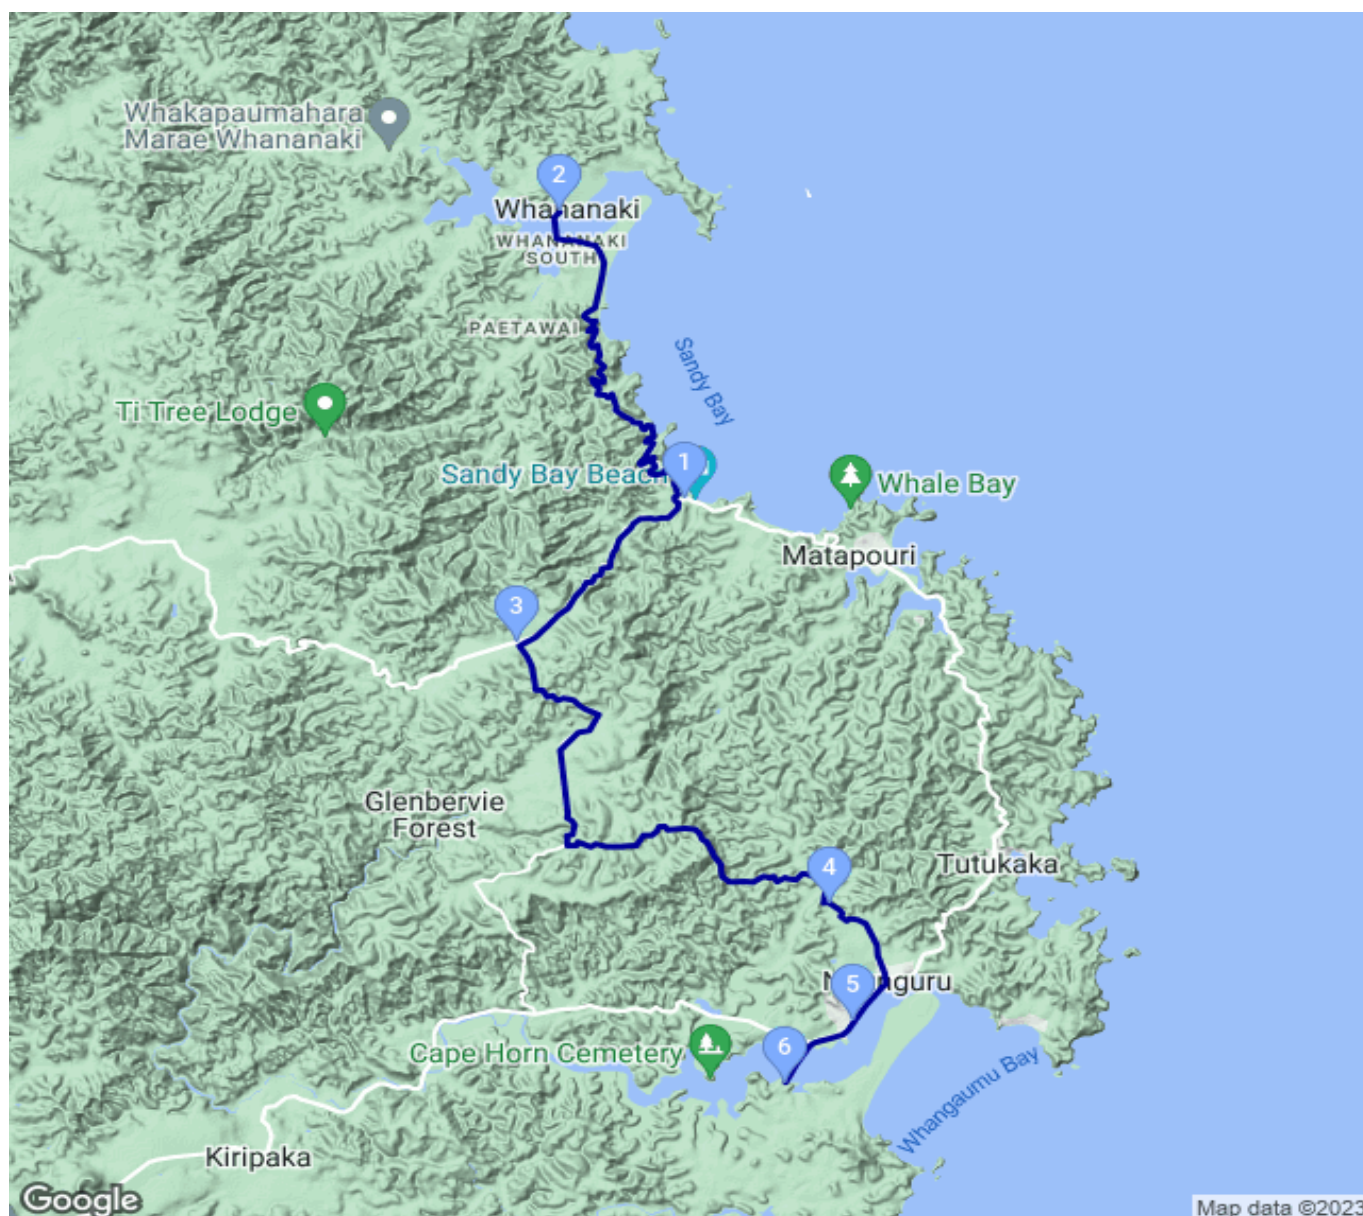 Whakapaumahara
Marae Whananaki
2
Whananaki
WHANANAKI
SOUTH
PAETAWAI
Sandy Bay
Ti Tree Lodge
Sandy Bay Beach
1
Whale Bay
Matapouri
3
Glenbervie
Forest
4
Tutukaka
5
6
Cape Horn Cemetery
Whangaumu Bay
Kiripaka
Google
Map data ©2023